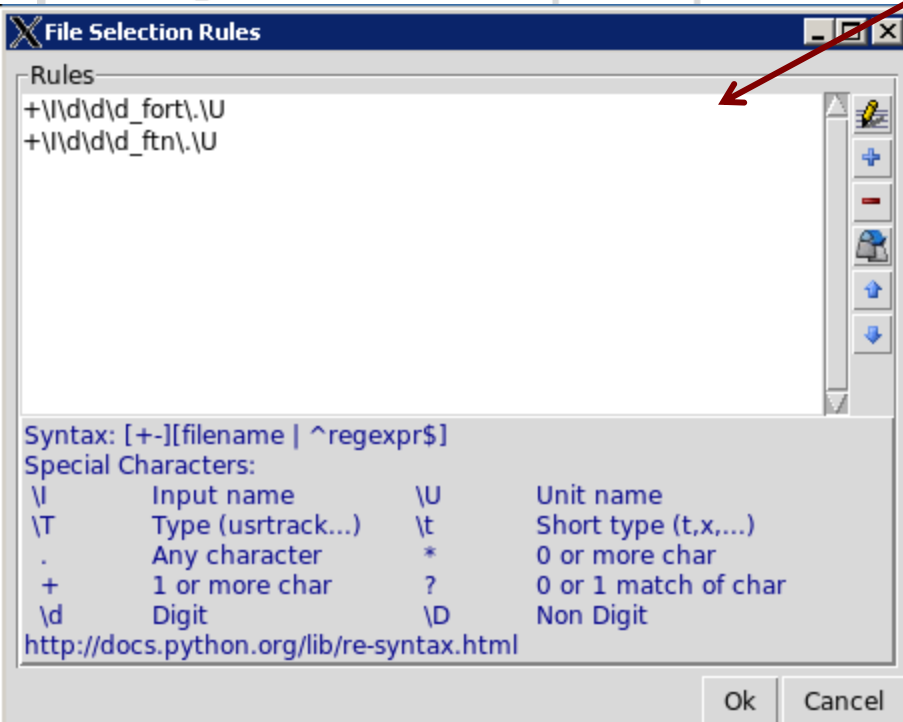 File Selection Rules
Rules
+\I\d\d\d_fort\.\U
+\I\d\d\d_ftn\.\U
Syntax: [+-][filename | ^regexpr$]
Special Characters:
\I Input name \U Unit name
\T Type (usrtrack...) \t Short type (t,x,...)
. Any character * 0 or more char
+ 1 or more char ? 0 or 1 match of char
\d Digit \D Non Digit
http://docs.python.org/lib/re-syntax.html
Ok Cancel